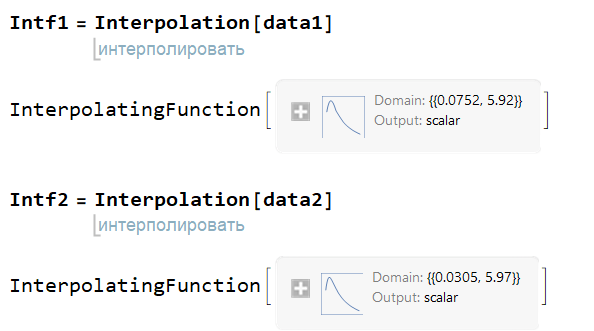 Intf1 = Interpolation[data1]
интерполировать
InterpolatingFunction[ Domain: {{0.0752, 5.92}}
Output: scalar ]
Intf2 = Interpolation[data2]
интерполировать
InterpolatingFunction[ Domain: {{0.0305, 5.97}}
Output: scalar ]